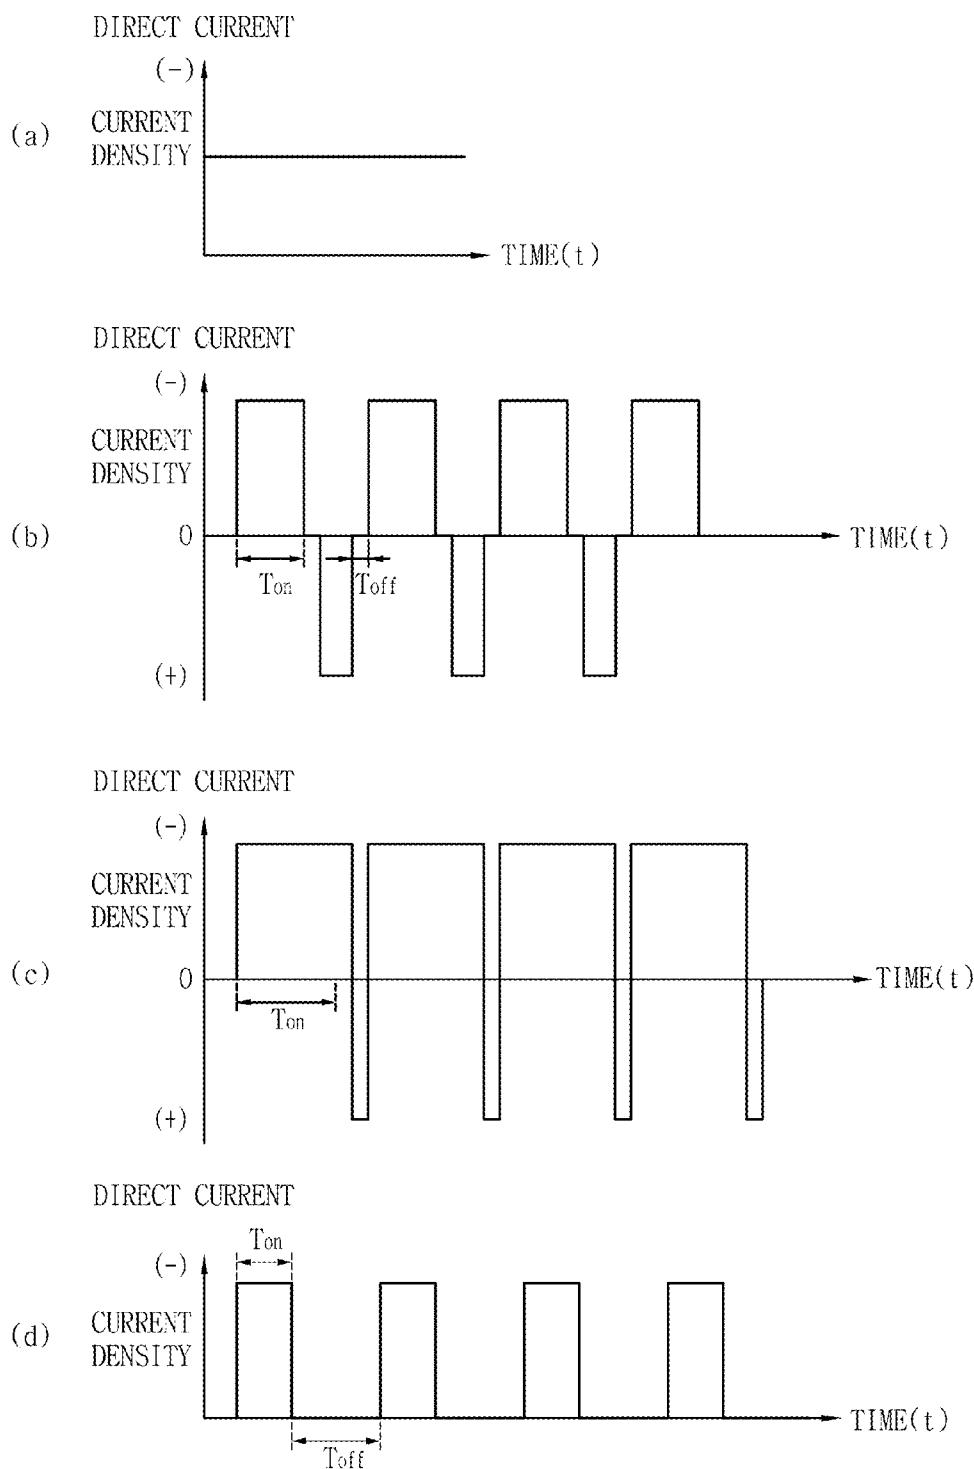 DIRECT CURRENT
(-)
(a)
CURRENT
DENSITY
TIME(t)
DIRECT CURRENT
(-)
CURRENT
DENSITY
(b)
0
TIME(t)
Ton
Toff
(+)
DIRECT CURRENT
(-)
CURRENT
DENSITY
(c)
0
TIME(t)
Ton
(+)
DIRECT CURRENT
Ton
(-)
(d)
CURRENT
DENSITY
TIME(t)
Toff